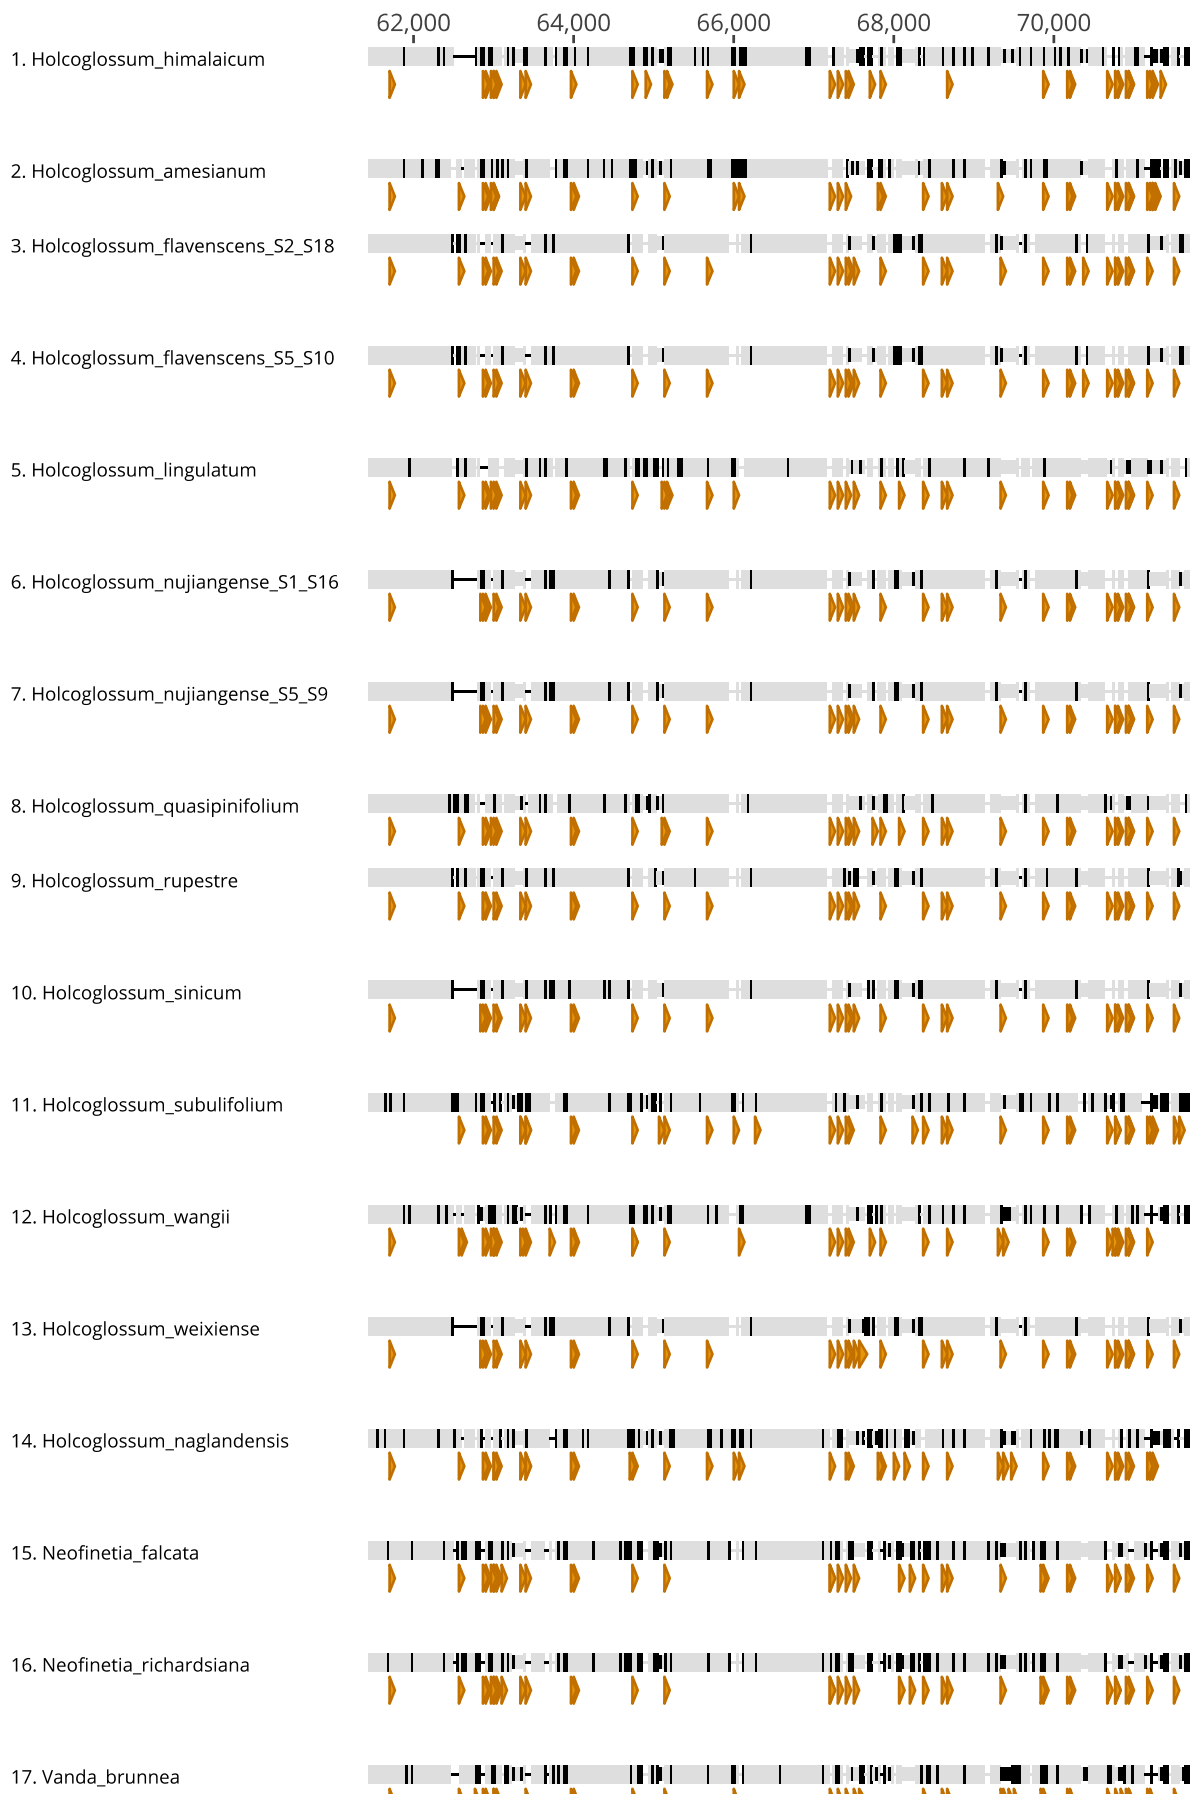 62,000 64,000 66,000 68,000 70,000
1. Holcoglossum_himalaicum
2. Holcoglossum_amesianum
3. Holcoglossum_flavenscens_S2_S18
4. Holcoglossum_flavenscens_S5_S10
5. Holcoglossum_lingulatum
6. Holcoglossum_nujiangense_S1_S16
7. Holcoglossum_nujiangense_S5_S9
8. Holcoglossum_quasipinifolium
9. Holcoglossum_rupestre
10. Holcoglossum_sinicum
11. Holcoglossum_subulifolium
12. Holcoglossum_wangii
13. Holcoglossum_weixiense
14. Holcoglossum_naglandensis
15. Neofinetia_falcata
16. Neofinetia_richardsiana
17. Vanda_brunnea